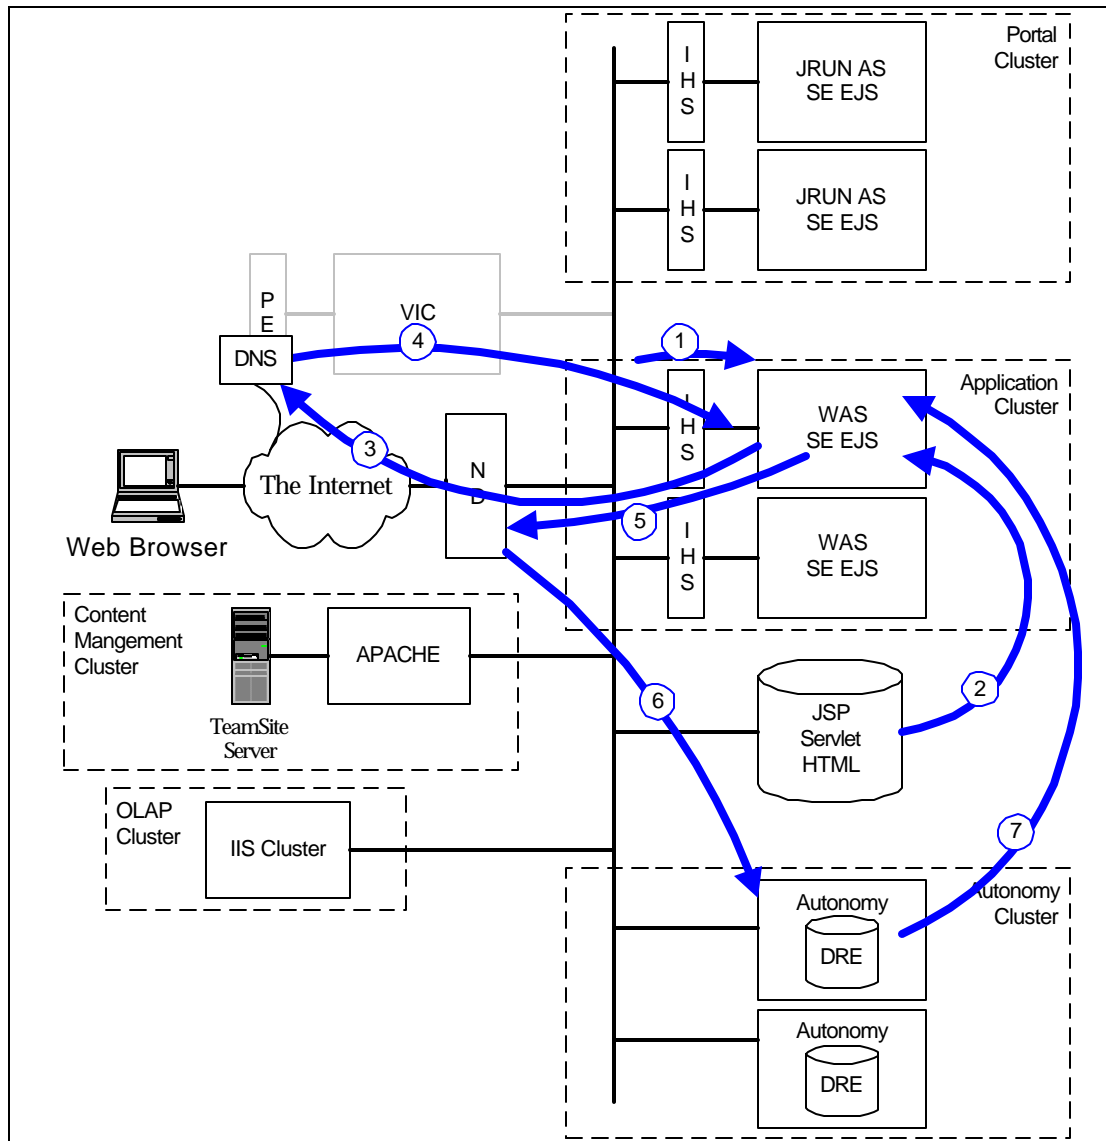 Portal
Cluster
I
H
S
JRUN AS
SE EJS
I
H
S
JRUN AS
SE EJS
P
E
VIC
DNS
4
1
Application
Cluster
I
H
S
WAS
SE EJS
3
N
D
The Internet
Web Browser
5
I
H
S
WAS
SE EJS
Content
Mangement
Cluster
APACHE
TeamSite
Server
6
2
JSP
Servlet
HTML
OLAP
Cluster
IIS Cluster
7
Autonomy
Cluster
Autonomy
DRE
Autonomy
DRE